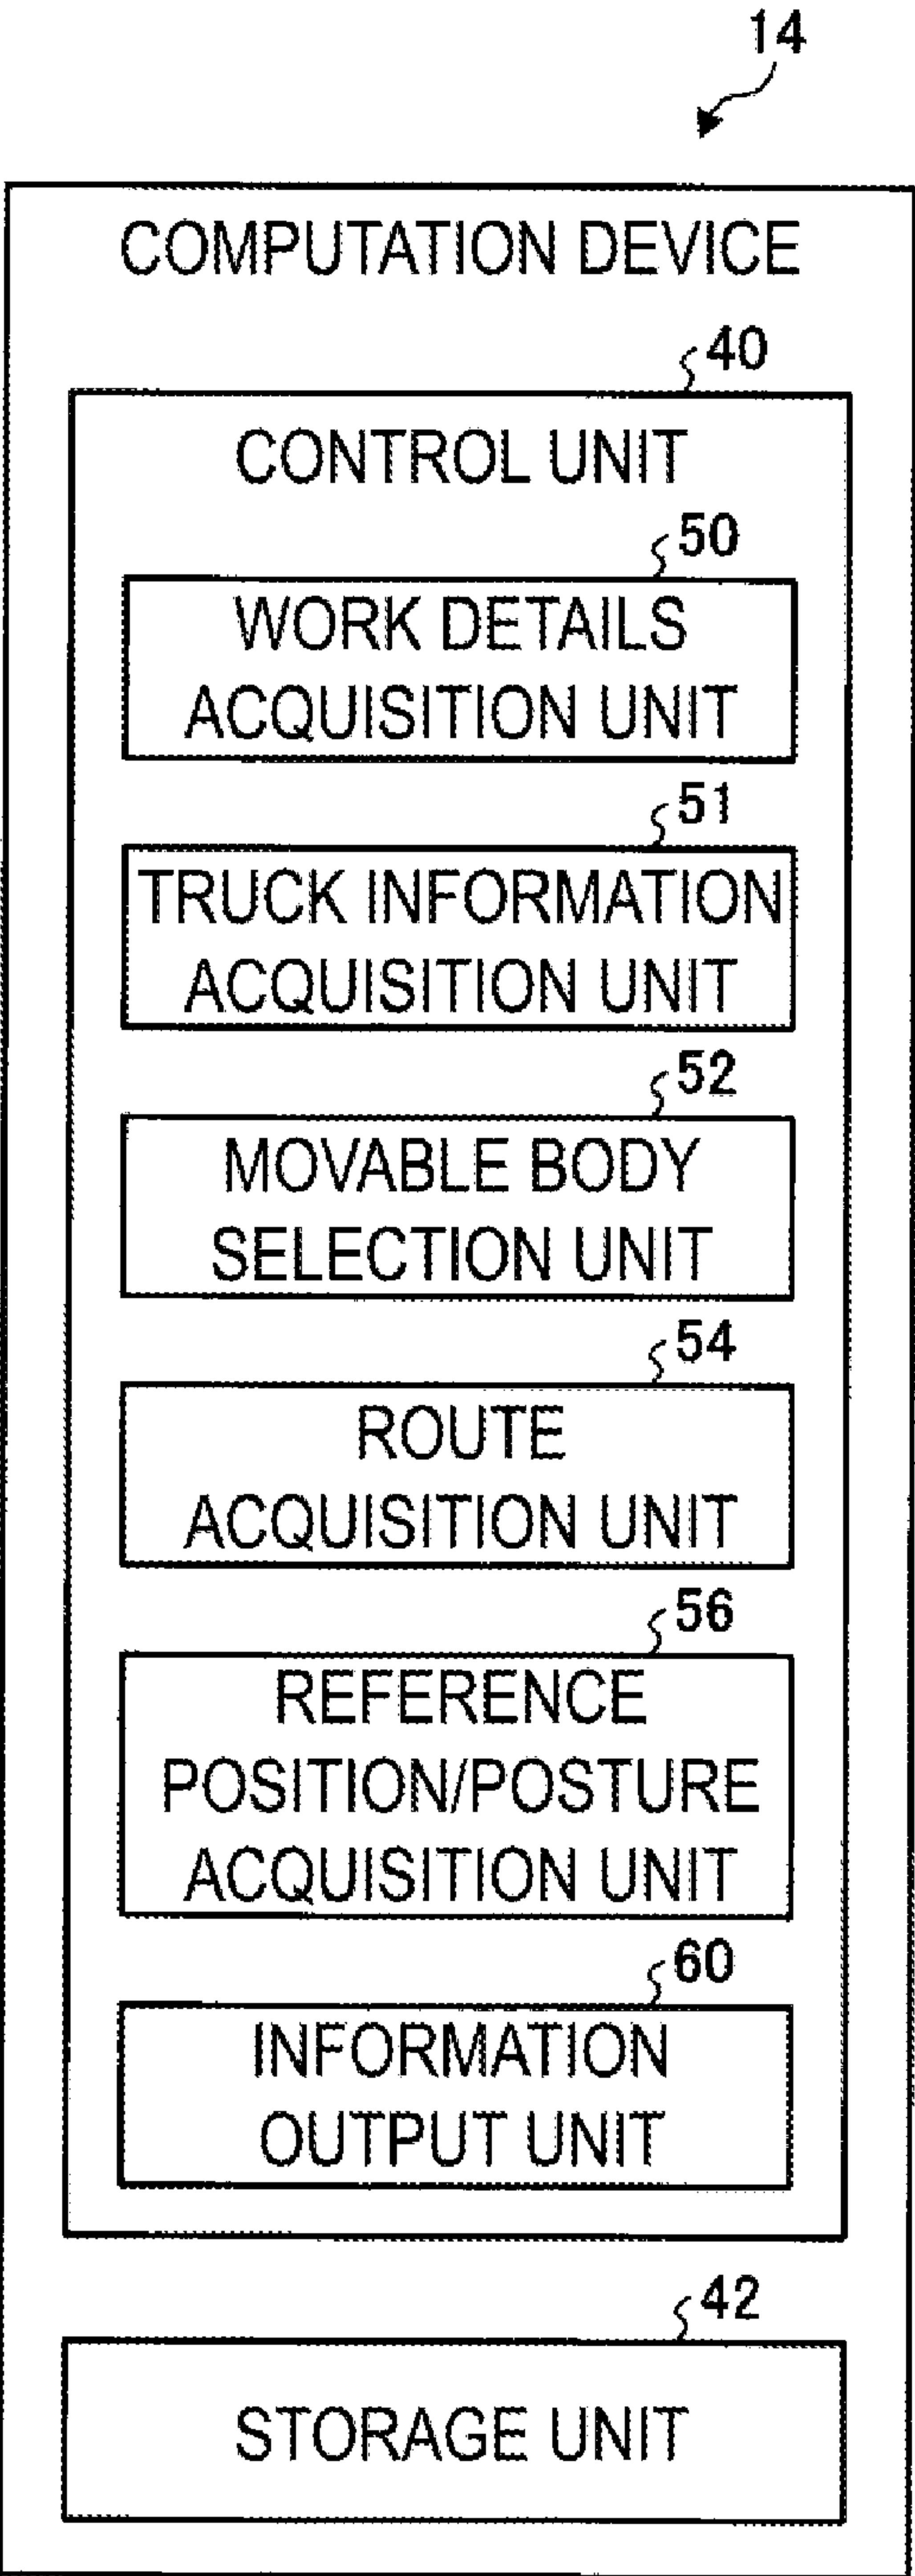 14
COMPUTATION DEVICE
40
CONTROL UNIT
50
WORK DETAILS
ACQUISITION UNIT
51
TRUCK INFORMATION
ACQUISITION UNIT
52
MOVABLE BODY
SELECTION UNIT
54
ROUTE
ACQUISITION UNIT
56
REFERENCE
POSITION/POSTURE
ACQUISITION UNIT
60
INFORMATION
OUTPUT UNIT
42
STORAGE UNIT